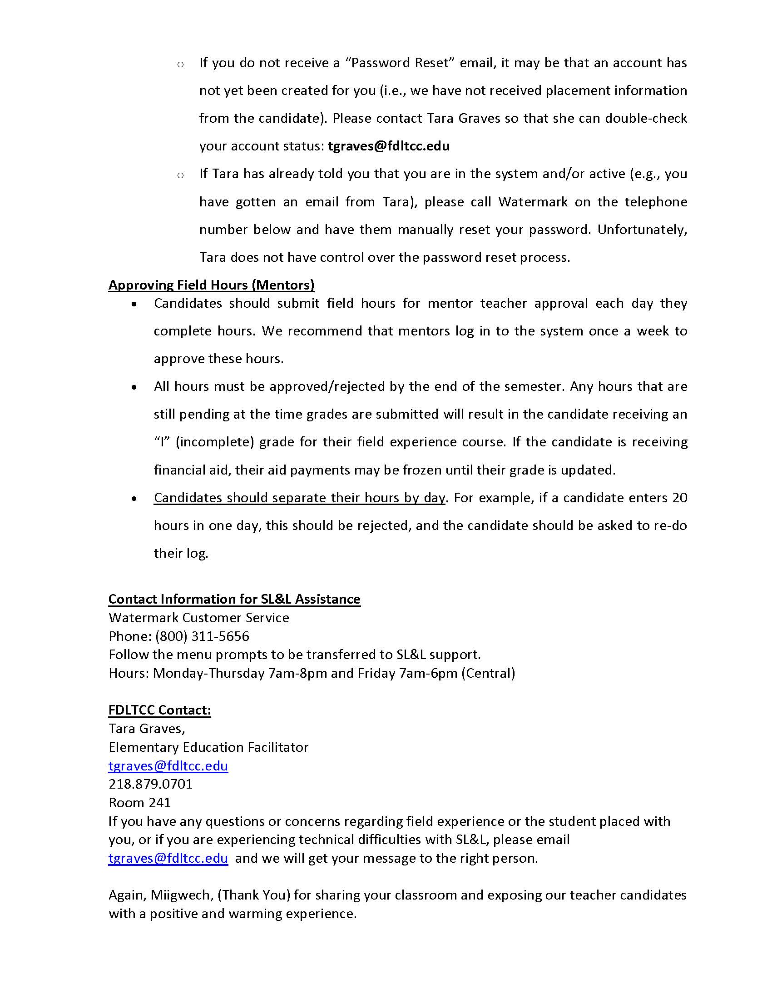 o If you do not receive a “Password Reset” email, it may be that an account has
not yet been created for you (i.e., we have not received placement information
from the candidate). Please contact Tara Graves so that she can double-check
your account status: tgraves@fdltcc.edu
o If Tara has already told you that you are in the system and/or active (e.g., you
have gotten an email from Tara), please call Watermark on the telephone
number below and have them manually reset your password. Unfortunately,
Tara does not have control over the password reset process.
Approving Field Hours (Mentors)
• Candidates should submit field hours for mentor teacher approval each day they
complete hours. We recommend that mentors log in to the system once a week to
approve these hours.
• All hours must be approved/rejected by the end of the semester. Any hours that are
still pending at the time grades are submitted will result in the candidate receiving an
“I” (incomplete) grade for their field experience course. If the candidate is receiving
financial aid, their aid payments may be frozen until their grade is updated.
• Candidates should separate their hours by day. For example, if a candidate enters 20
hours in one day, this should be rejected, and the candidate should be asked to re-do
their log.
Contact Information for SL&L Assistance
Watermark Customer Service
Phone: (800) 311-5656
Follow the menu prompts to be transferred to SL&L support.
Hours: Monday-Thursday 7am-8pm and Friday 7am-6pm (Central)
FDLTCC Contact:
Tara Graves,
Elementary Education Facilitator
tgraves@fdltcc.edu
218.879.0701
Room 241
If you have any questions or concerns regarding field experience or the student placed with
you, or if you are experiencing technical difficulties with SL&L, please email
tgraves@fdltcc.edu and we will get your message to the right person.
Again, Miigwech, (Thank You) for sharing your classroom and exposing our teacher candidates
with a positive and warming experience.